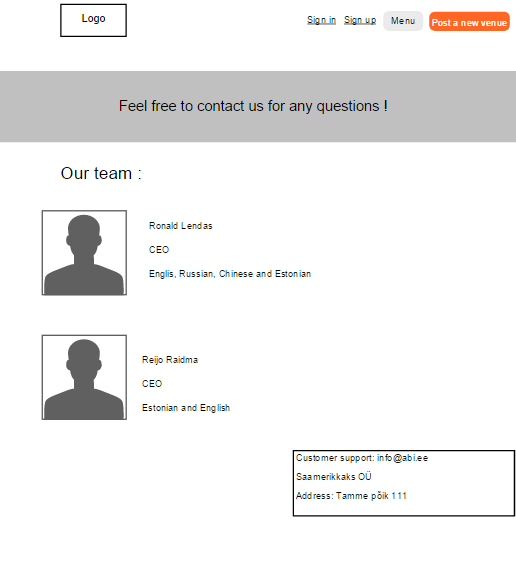 Logo
Sign in Sign up Menu Post a new venue
Feel free to contact us for any questions !
Our team :
Ronald Lendas
CEO
Englis, Russian, Chinese and Estonian
Reijo Raidma
CEO
Estonian and English
Customer support: info@abi.ee
Saamerikkaks OÜ
Address: Tamme põik 111